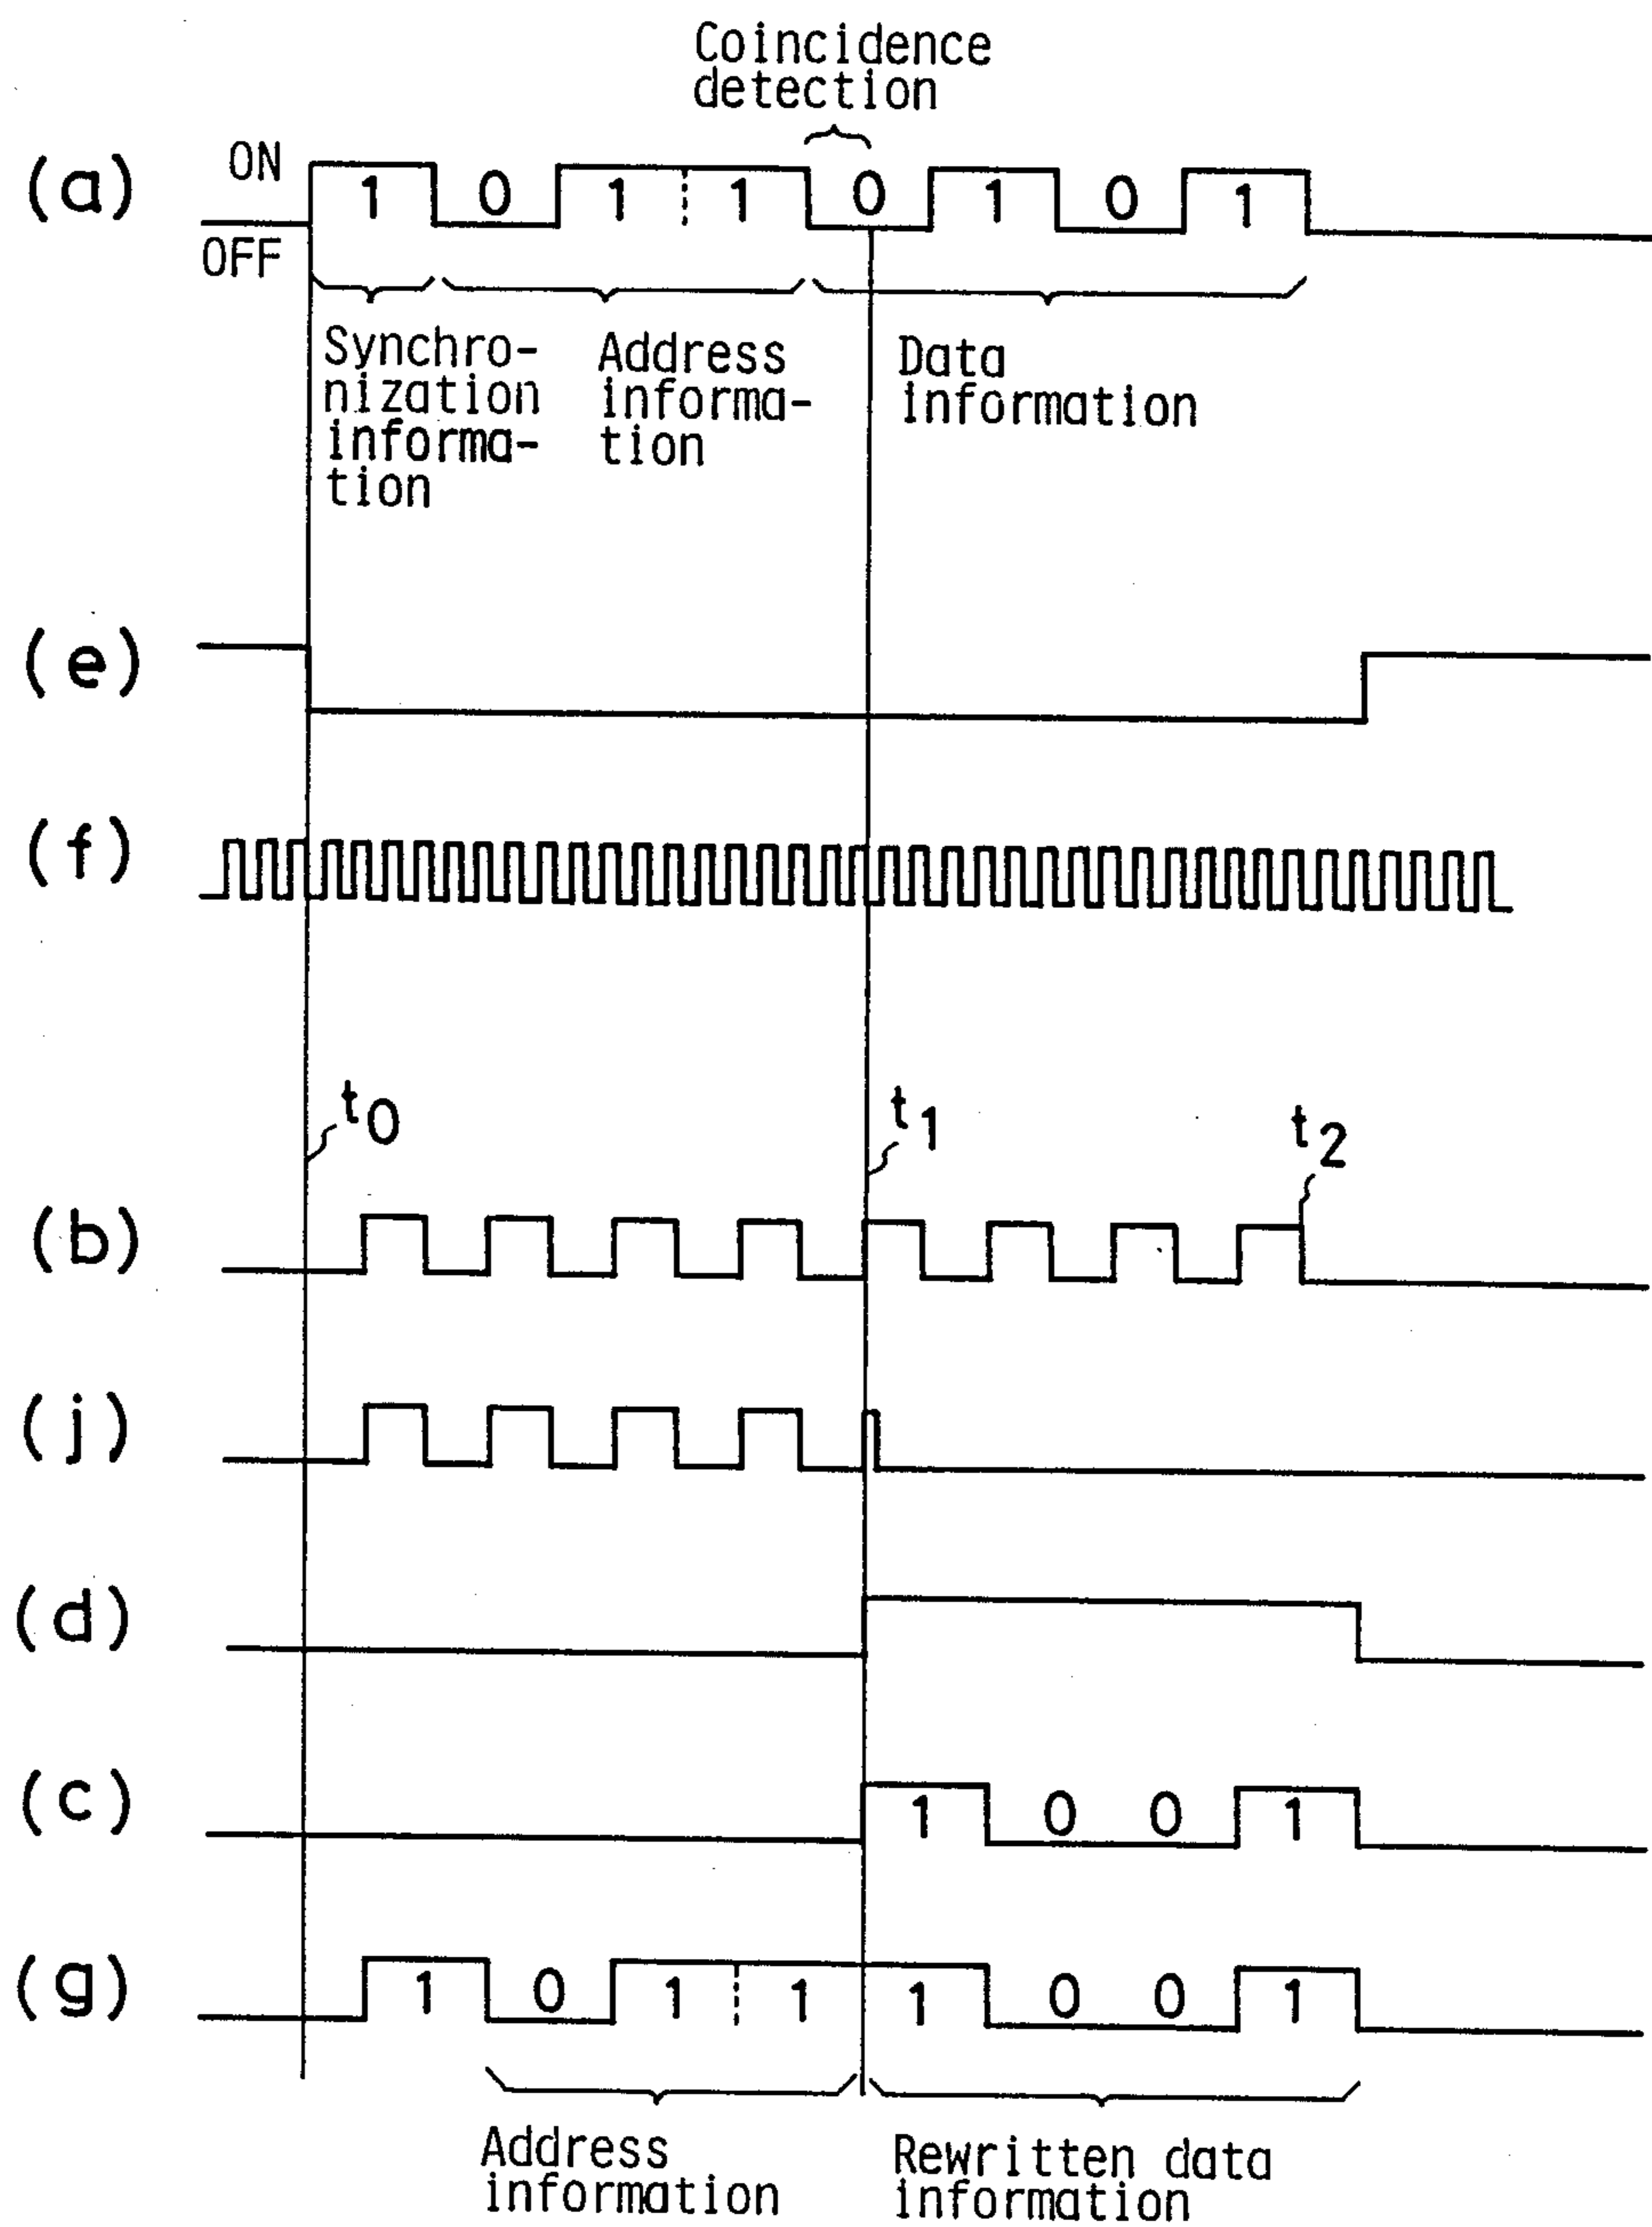 Coincidence
detection
(a)
ON
OFF
1 0 1 1 0 1 0 1
Synchro-
nization
informa-
tion
Address
informa-
tion
Data
information
(e)
(f)
t0
t1
t2
(b)
(j)
(d)
(c)
1 0 0 1
(g)
1 0 1 1 1 0 0 1
Address
information
Rewritten data
information